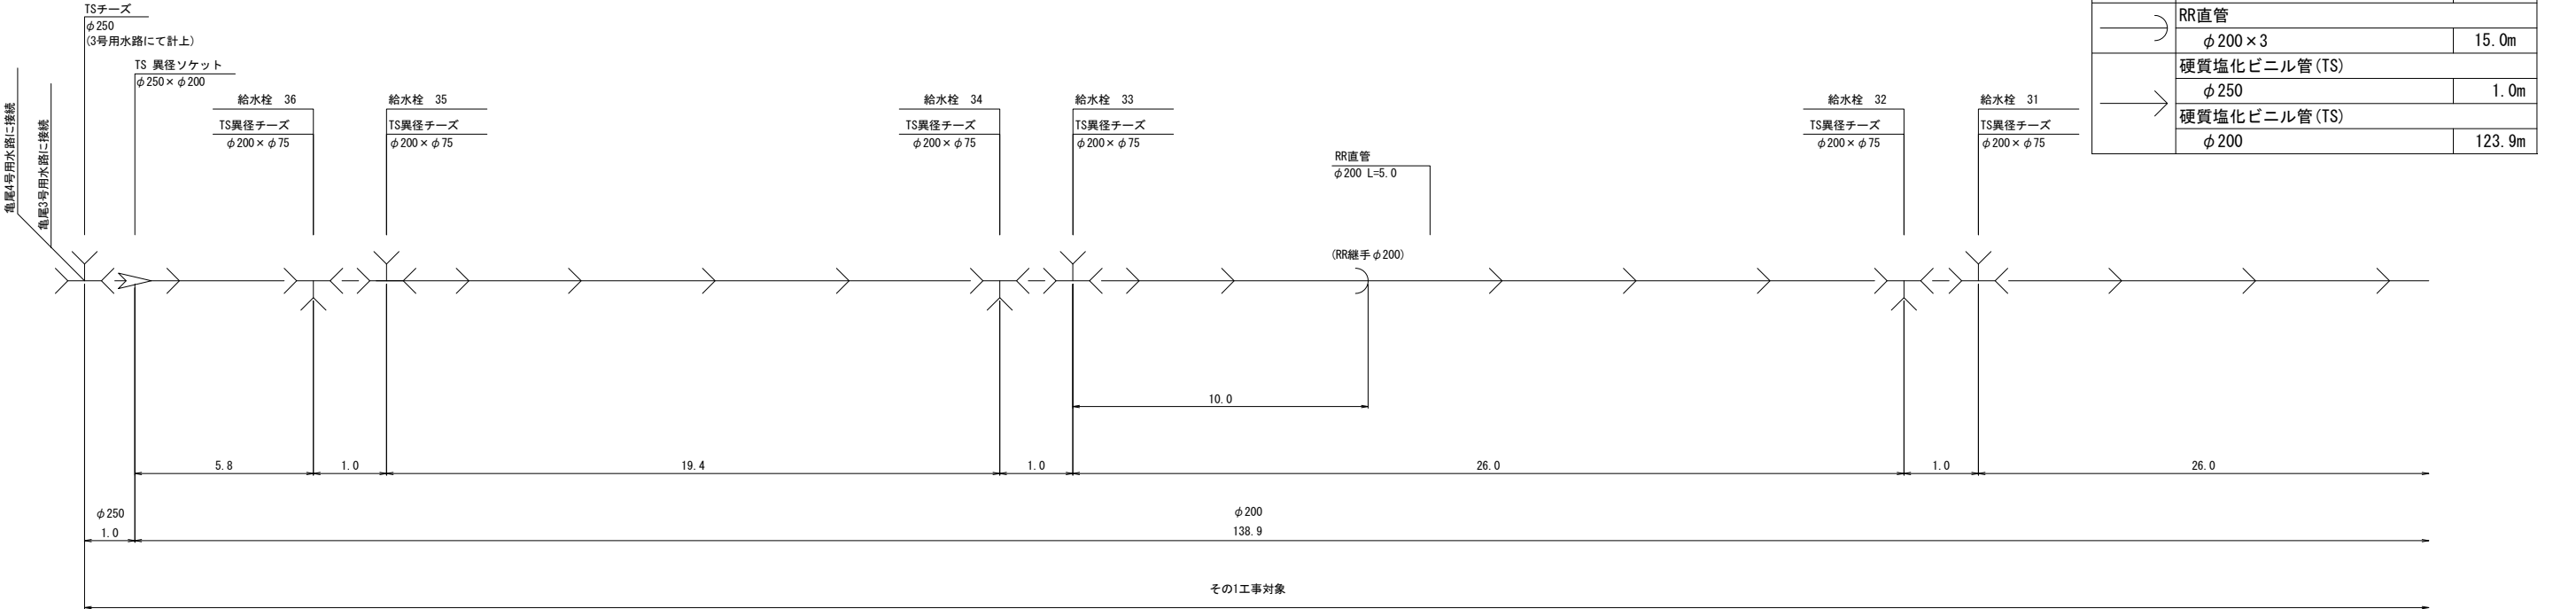 TSチーズ
φ250
(3号用水路にて計上)
TS 異径ソケット
φ250×φ200
亀尾4号用水路に接続
亀尾3号用水路に接続
給水栓 36
TS異径チーズ
φ200×φ75
給水栓 35
TS異径チーズ
φ200×φ75
給水栓 34
TS異径チーズ
φ200×φ75
給水栓 33
TS異径チーズ
φ200×φ75
RR直管
φ200 L=5.0
(RR継手φ200)
給水栓 32
TS異径チーズ
φ200×φ75
給水栓 31
TS異径チーズ
φ200×φ75
RR直管
φ200×3 15.0m
硬質塩化ビニル管(TS)
φ250 1.0m
硬質塩化ビニル管(TS)
φ200 123.9m
10.0
5.8 1.0 19.4 1.0 26.0 1.0 26.0
φ250 φ200
1.0 138.9
その1工事対象